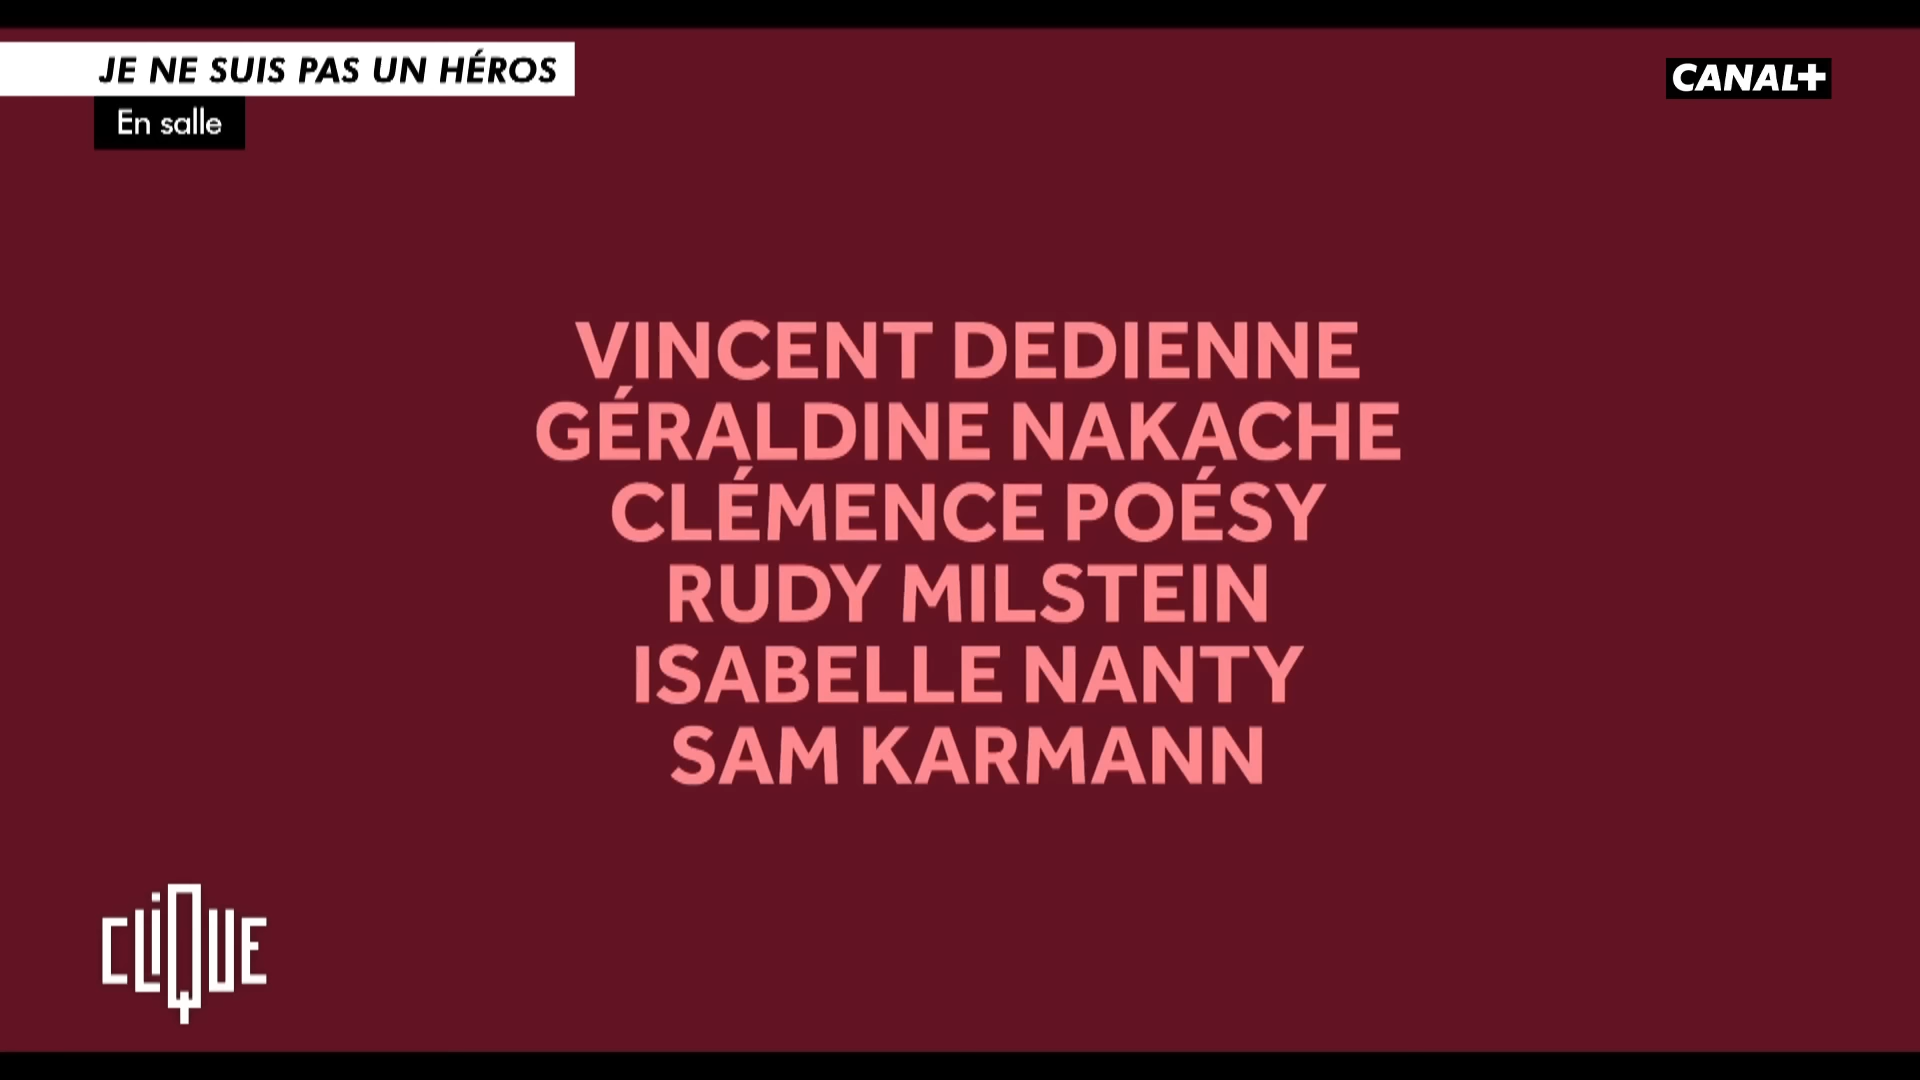 JE NE SUIS PAS UN HÉROS
En salle
CANAL+
VINCENT DEDIENNE
GÉRALDINE NAKACHE
CLÉMENCE POÉSY
RUDY MILSTEIN
ISABELLE NANTY
SAM KARMANN
CLiQUE